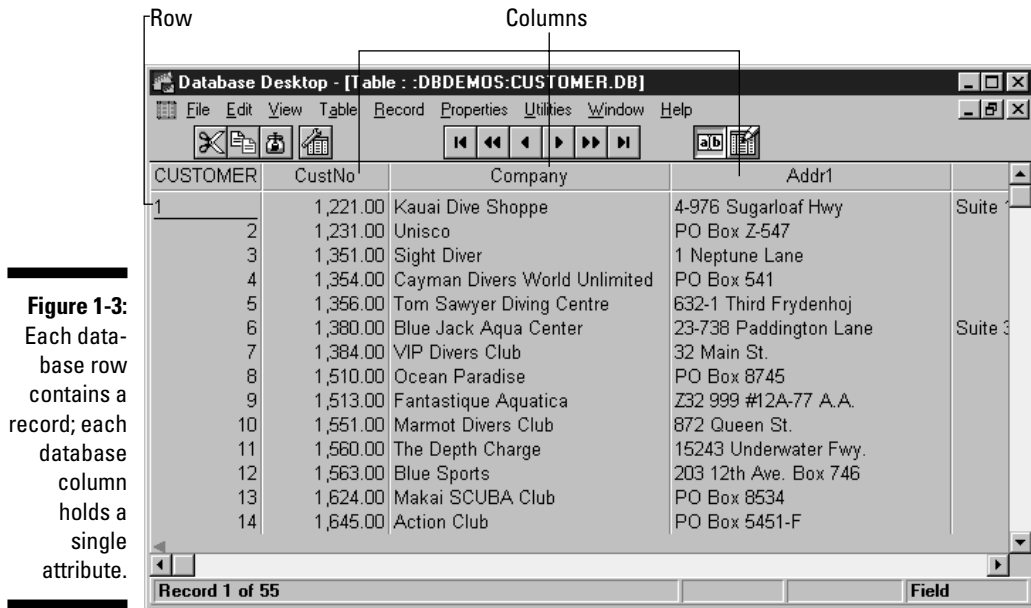 Row
Columns
Database Desktop - [Table : :DBDEMOS:CUSTOMER.DB]
File Edit View Table Record Properties Utilities Window Help
a b
CUSTOMER CustNo Company Addr1
1 1,221.00 Kauai Dive Shoppe 4-976 Sugarloaf Hwy Suite
2 1,231.00 Unisco PO Box Z-547
3 1,351.00 Sight Diver 1 Neptune Lane
4 1,354.00 Cayman Divers World Unlimited PO Box 541
5 1,356.00 Tom Sawyer Diving Centre 632-1 Third Frydenhoj
6 1,380.00 Blue Jack Aqua Center 23-738 Paddington Lane Suite
7 1,384.00 VIP Divers Club 32 Main St.
8 1,510.00 Ocean Paradise PO Box 8745
9 1,513.00 Fantastique Aquatica Z32 999 #12A-77 A.A.
10 1,551.00 Marmot Divers Club 872 Queen St.
11 1,560.00 The Depth Charge 15243 Underwater Fwy.
12 1,563.00 Blue Sports 203 12th Ave. Box 746
13 1,624.00 Makai SCUBA Club PO Box 8534
14 1,645.00 Action Club PO Box 5451-F
Record 1 of 55 Field
Figure 1-3:
Each data-
base row
contains a
record; each
database
column
holds a
single
attribute.